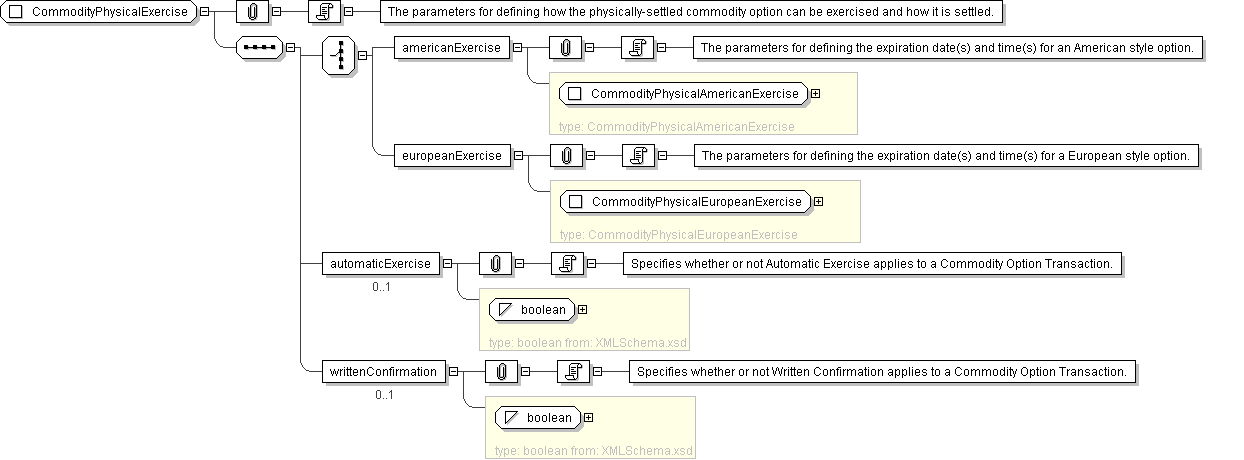 CommodityPhysicalExercise
The parameters for defining how the physically-settled commodity option can be exercised and how it is settled.
americanExercise
The parameters for defining the expiration date(s) and time(s) for an American style option.
CommodityPhysicalAmericanExercise
type: CommodityPhysicalAmericanExercise
europeanExercise
The parameters for defining the expiration date(s) and time(s) for a European style option.
CommodityPhysicalEuropeanExercise
type: CommodityPhysicalEuropeanExercise
automaticExercise
Specifies whether or not Automatic Exercise applies to a Commodity Option Transaction.
0..1
boolean
type: boolean from: XMLSchema.xsd
writtenConfirmation
Specifies whether or not Written Confirmation applies to a Commodity Option Transaction.
0..1
boolean
type: boolean from: XMLSchema.xsd